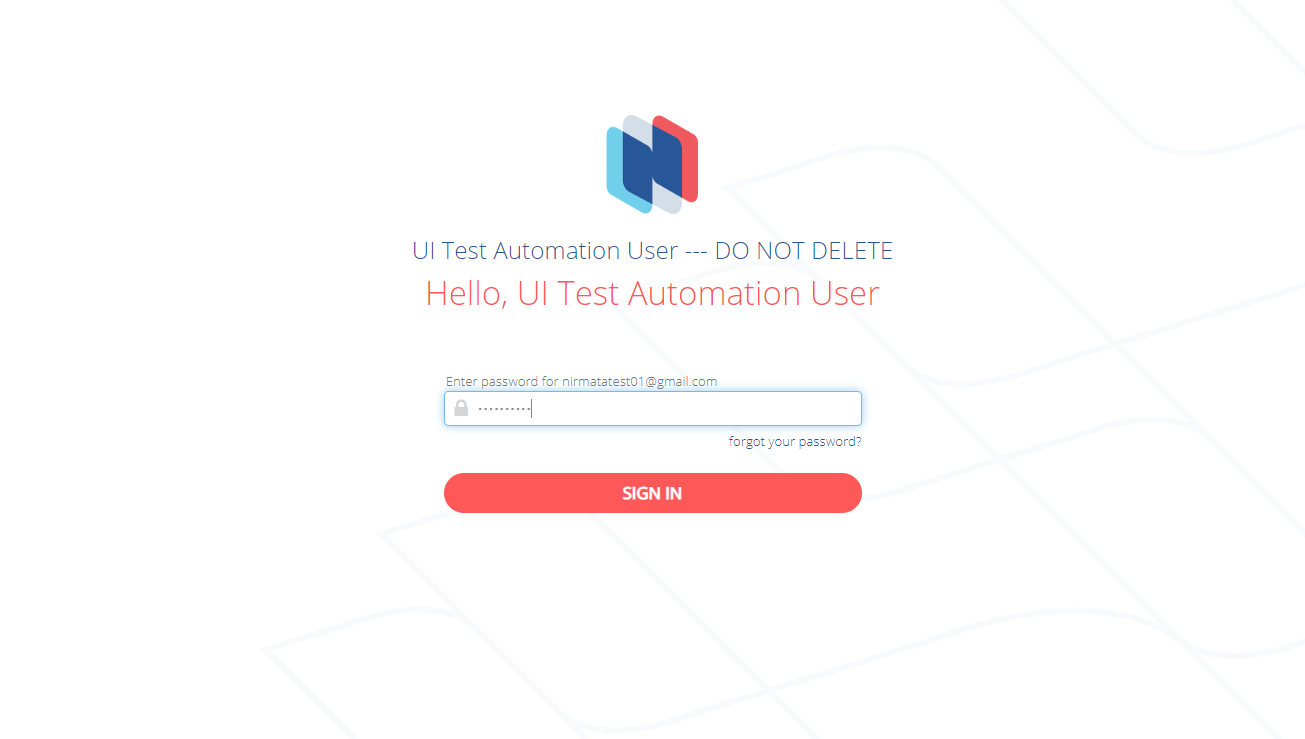 UI Test Automation User --- DO NOT DELETE
Hello, UI Test Automation User
Enter password for nirmatatest01@gmail.com
··········
forgot your password?
SIGN IN